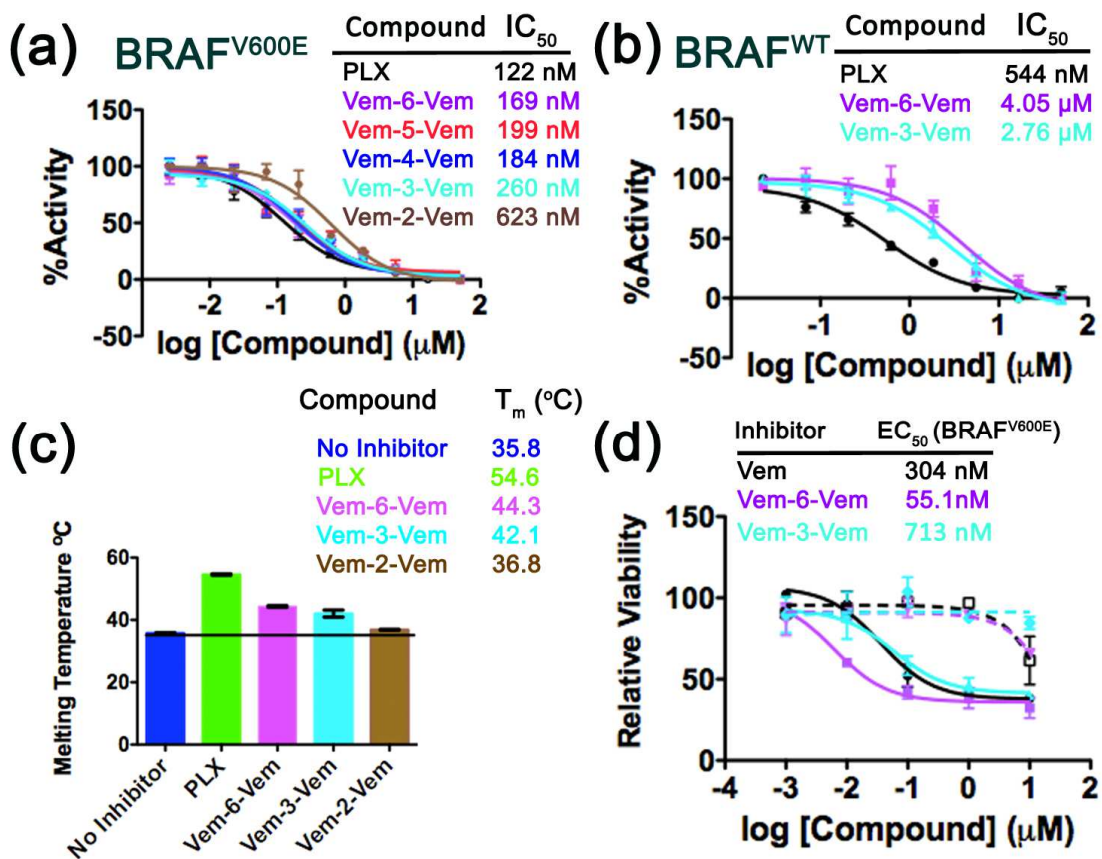 (a)
BRAFV600E
Compound IC50
PLX 122 nM
Vem-6-Vem 169 nM
Vem-5-Vem 199 nM
Vem-4-Vem 184 nM
Vem-3-Vem 260 nM
Vem-2-Vem 623 nM
%Activity
150
100
50
0
-50
-2 -1 0 1 2
log [Compound] (μM)
(b)
BRAFWT
Compound IC50
PLX 544 nM
Vem-6-Vem 4.05 μM
Vem-3-Vem 2.76 μM
%Activity
150
100
50
0
-50
-1 0 1 2
log [Compound] (μM)
(c)
Compound Tm (oC)
No Inhibitor 35.8
PLX 54.6
Vem-6-Vem 44.3
Vem-3-Vem 42.1
Vem-2-Vem 36.8
Melting Temperature ºC
60
40
20
0
No Inhibitor
PLX
Vem-6-Vem
Vem-3-Vem
Vem-2-Vem
(d)
Inhibitor EC50 (BRAFV600E)
Vem 304 nM
Vem-6-Vem 55.1nM
Vem-3-Vem 713 nM
Relative Viability
150
100
50
0
-4 -3 -2 -1 0 1
log [Compound] (μM)